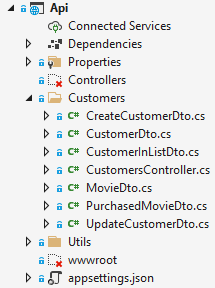 Api
Connected Services
Dependencies
Properties
Controllers
Customers
C# CreateCustomerDto.cs
C# CustomerDto.cs
C# CustomerInListDto.cs
C# CustomersController.cs
C# MovieDto.cs
C# PurchasedMovieDto.cs
C# UpdateCustomerDto.cs
Utils
wwwroot
appsettings.json